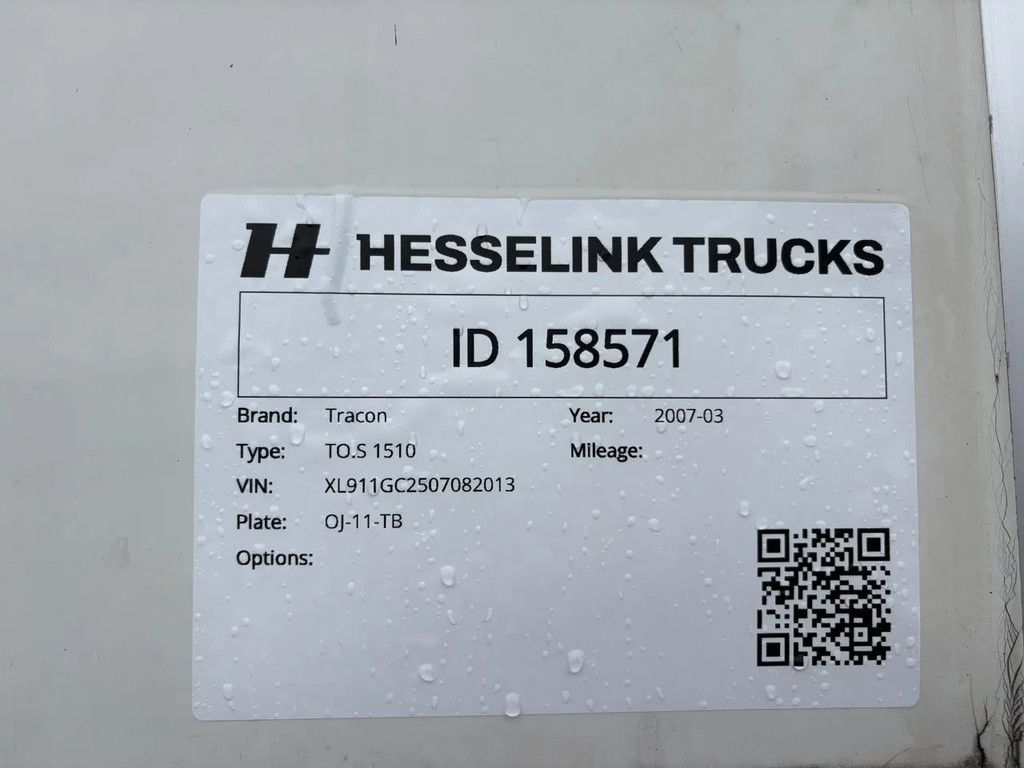 H HESSELINK TRUCKS
ID 158571
Brand: Tracon Year: 2007-03
Type: TO.S 1510 Mileage:
VIN: XL911GC2507082013
Plate: OJ-11-TB
Options: